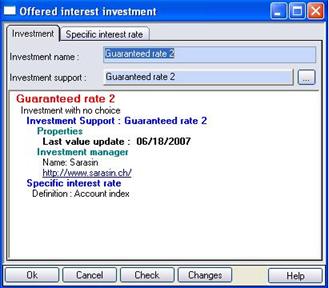 Offered interest investment
Investment Specific interest rate
Investment name : Guaranteed rate 2
Investment support : Guaranteed rate 2 ...
Guaranteed rate 2
Investment with no choice
Investment Support : Guaranteed rate 2
Properties
Last value update : 06/18/2007
Investment manager
Name: Sarasin
http://www.sarasin.ch/
Specific interest rate
Definition : Account index
Ok Cancel Check Changes Help